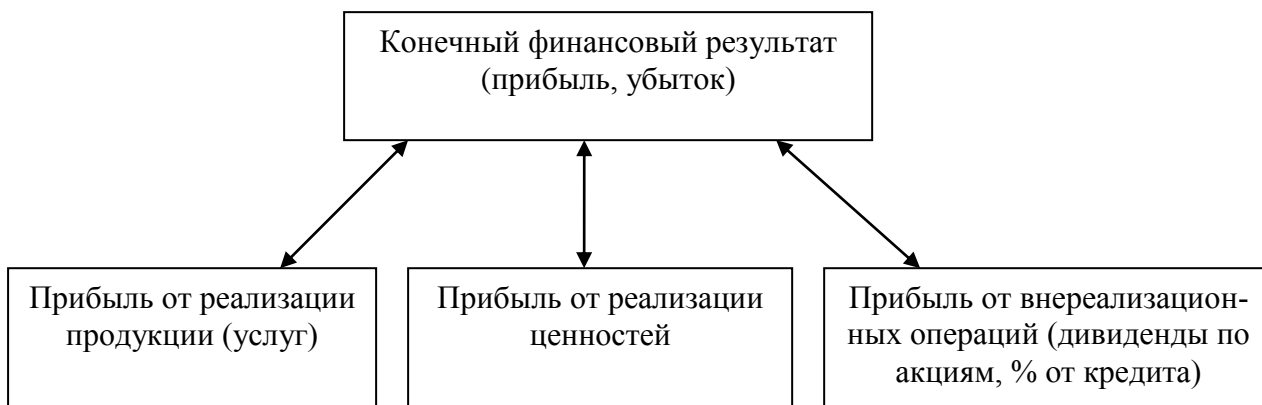 Конечный финансовый результат
(прибыль, убыток)
Прибыль от реализации
продукции (услуг)
Прибыль от реализации
ценностей
Прибыль от внереализацион-
ных операций (дивиденды по
акциям, % от кредита)